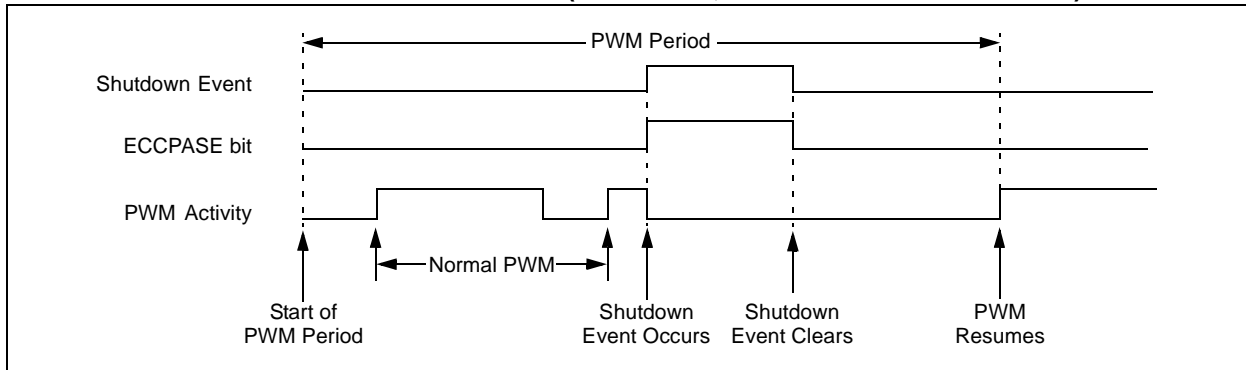 PWM Period
Shutdown Event
ECCPASE bit
PWM Activity
Normal PWM
Start of
PWM Period
Shutdown
Event Occurs
Shutdown
Event Clears
PWM
Resumes